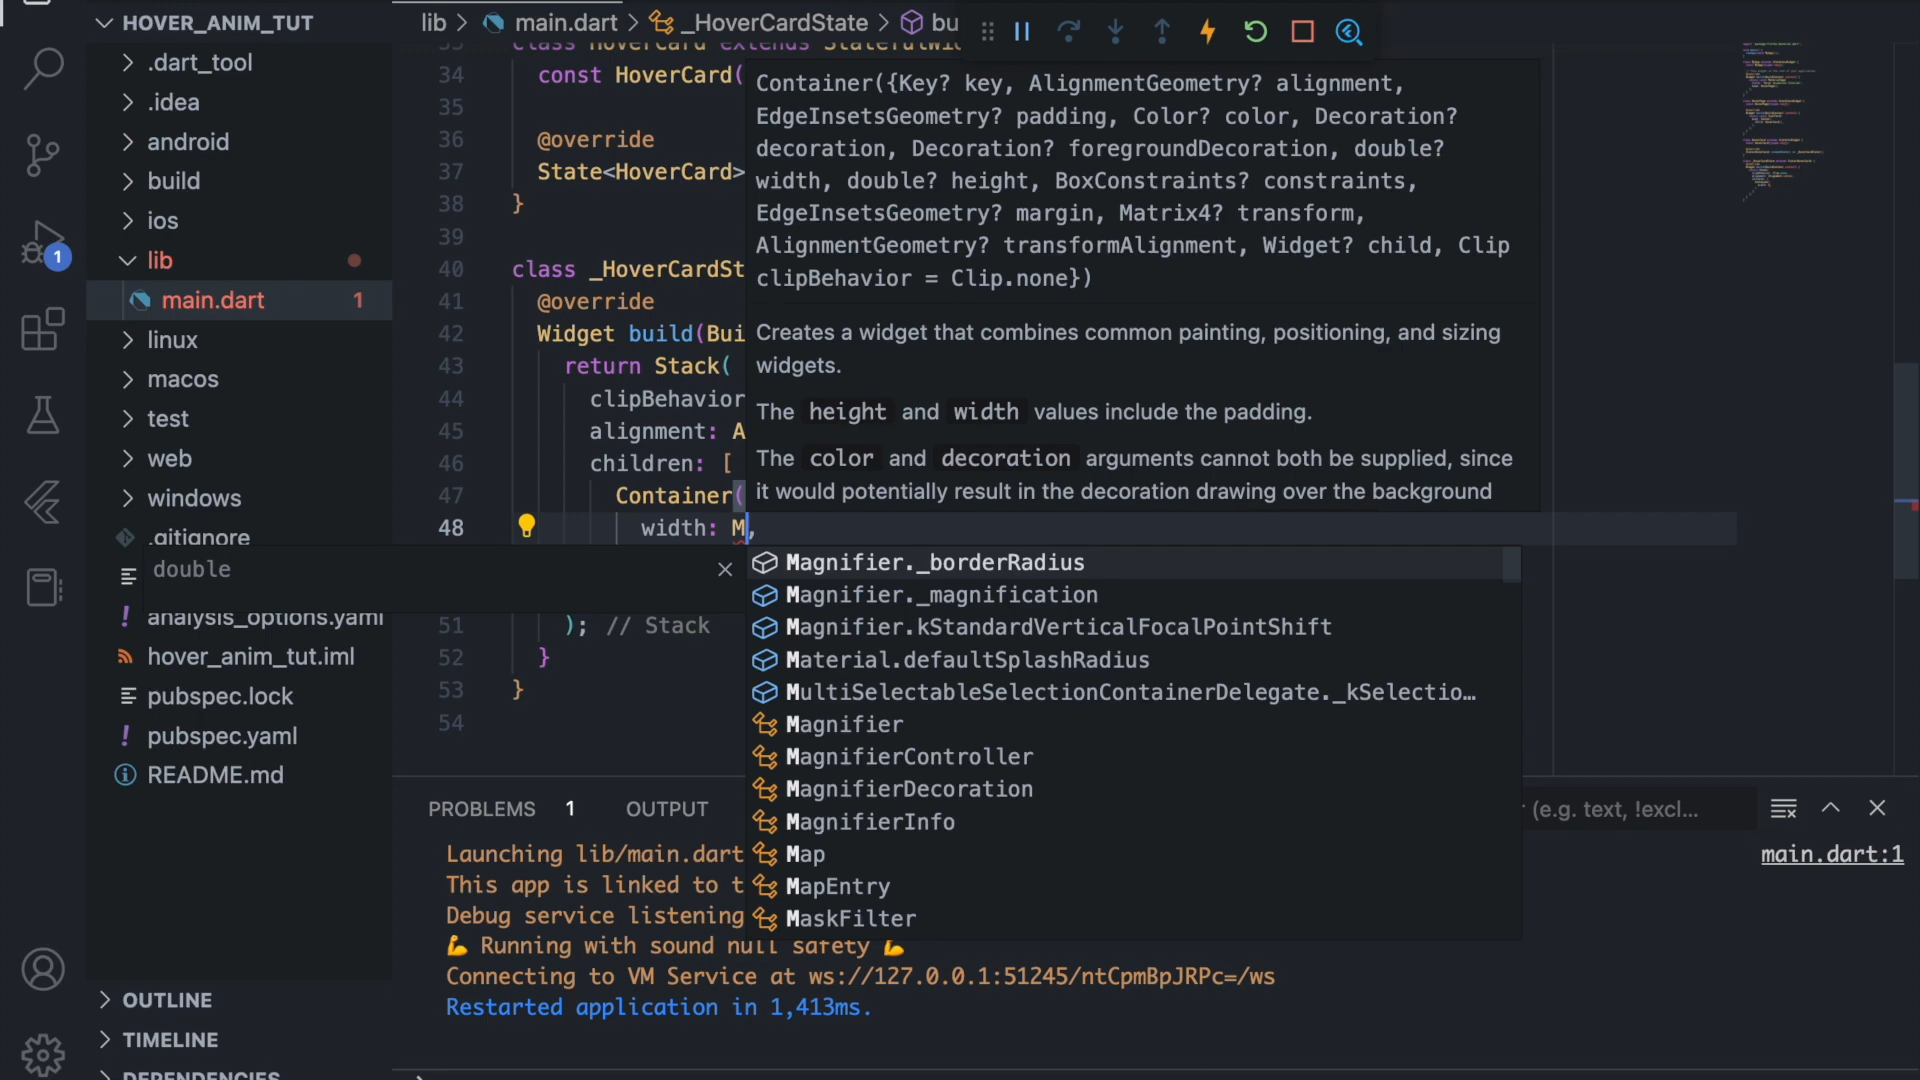 HOVER_ANIM_TUT
.dart_tool
.idea
android
build
ios
lib
main.dart 1
linux
macos
test
web
windows
.gitignore
double
analysis_options.yaml
hover_anim_tut.iml
pubspec.lock
pubspec.yaml
README.md
OUTLINE
TIMELINE
DEPENDENCIES
1
lib > main.dart > _HoverCardState > bu
33 class HoverCard extends StatefulWid
34 const HoverCard(
35
36 @override
37 State<HoverCard>
38 }
39
40 class _HoverCardSt
41 @override
42 Widget build(Bui
43 return Stack(
44 clipBehavior
45 alignment: A
46 children: [
47 Container(
48 width: M,
51 ); // Stack
52 }
53 }
54
Container({Key? key, AlignmentGeometry? alignment,
EdgeInsetsGeometry? padding, Color? color, Decoration?
decoration, Decoration? foregroundDecoration, double?
width, double? height, BoxConstraints? constraints,
EdgeInsetsGeometry? margin, Matrix4? transform,
AlignmentGeometry? transformAlignment, Widget? child, Clip
clipBehavior = Clip.none})
Creates a widget that combines common painting, positioning, and sizing
widgets.
The height and width values include the padding.
The color and decoration arguments cannot both be supplied, since
it would potentially result in the decoration drawing over the background
Magnifier._borderRadius
Magnifier._magnification
Magnifier.kStandardVerticalFocalPointShift
Material.defaultSplashRadius
MultiSelectableSelectionContainerDelegate._kSelectio…
Magnifier
MagnifierController
MagnifierDecoration
MagnifierInfo
Map
MapEntry
MaskFilter
PROBLEMS 1 OUTPUT
(e.g. text, !excl...
Launching lib/main.dart
main.dart:1
This app is linked to t
Debug service listening
💪 Running with sound null safety 💪
Connecting to VM Service at ws://127.0.0.1:51245/ntCpmBpJRPc=/ws
Restarted application in 1,413ms.